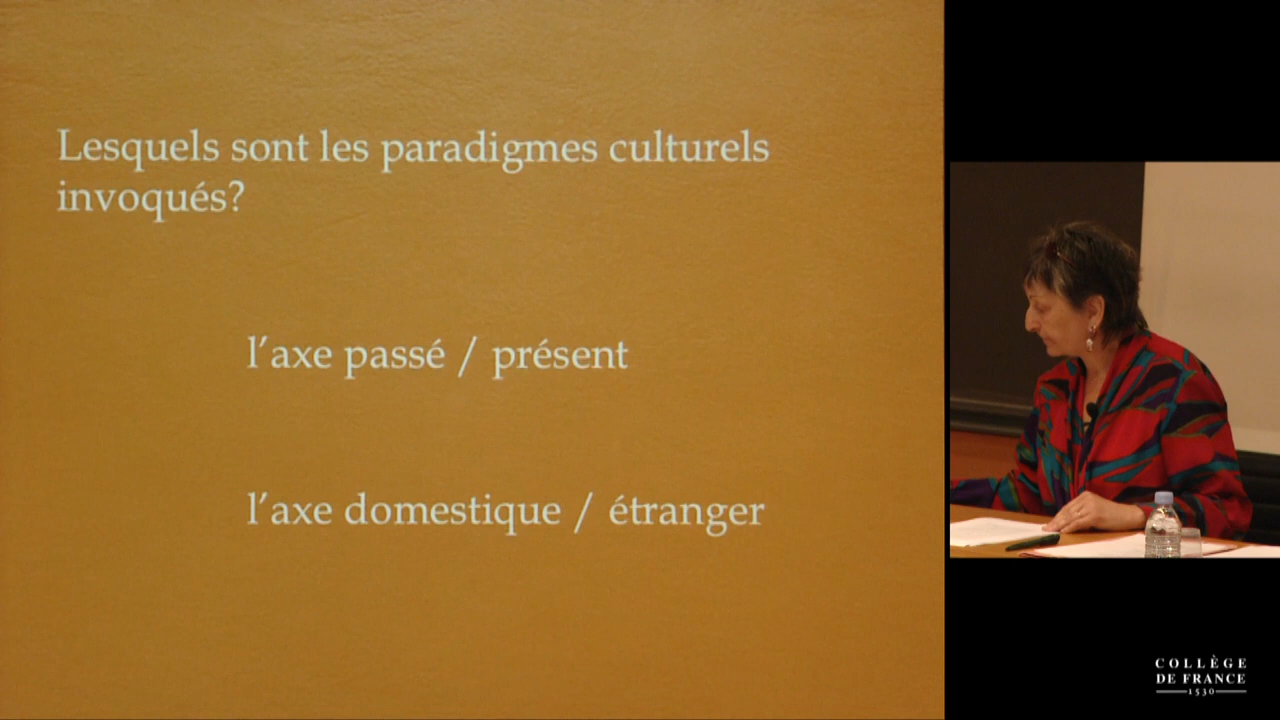 Lesquels sont les paradigmes culturels
invoqués?
l'axe passé / présent
l'axe domestique / étranger
COLLÈGE
DE FRANCE
1530